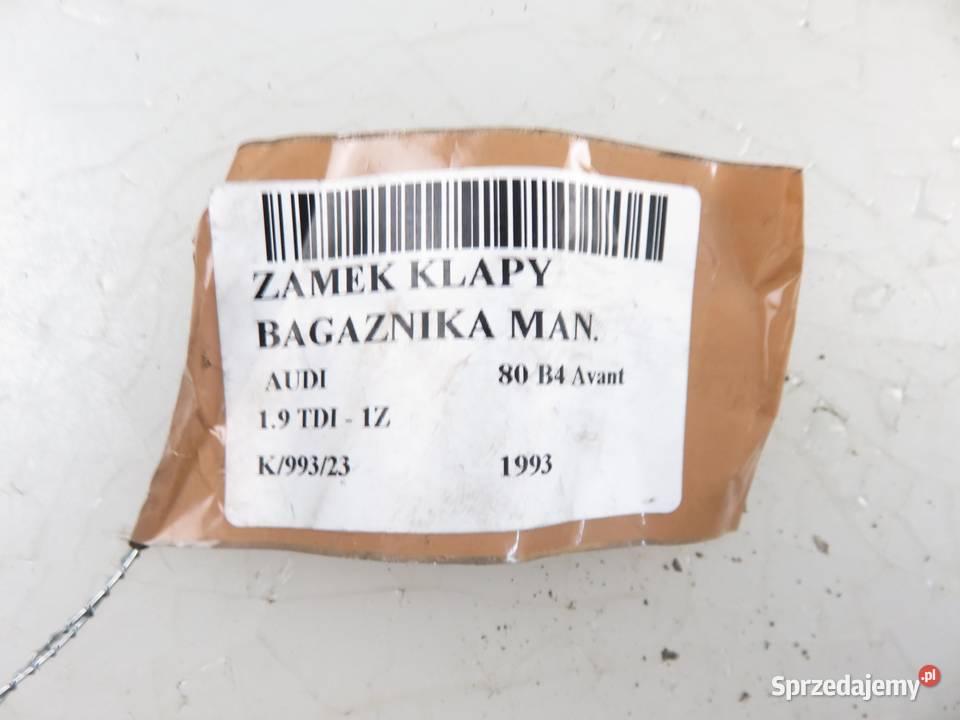 ZAMEK KLAPY
BAGAZNIKA MAN.
AUDI 80 B4 Avant
1.9 TDI - 1Z
K/993/23 1993
Sprzedajemy.pl